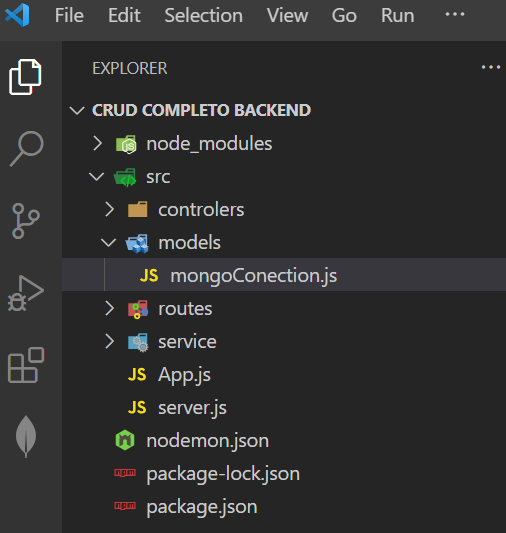 File Edit Selection View Go Run ···
EXPLORER ···
CRUD COMPLETO BACKEND
node_modules
src
controlers
models
JS mongoConection.js
routes
service
JS App.js
JS server.js
nodemon.json
package-lock.json
package.json